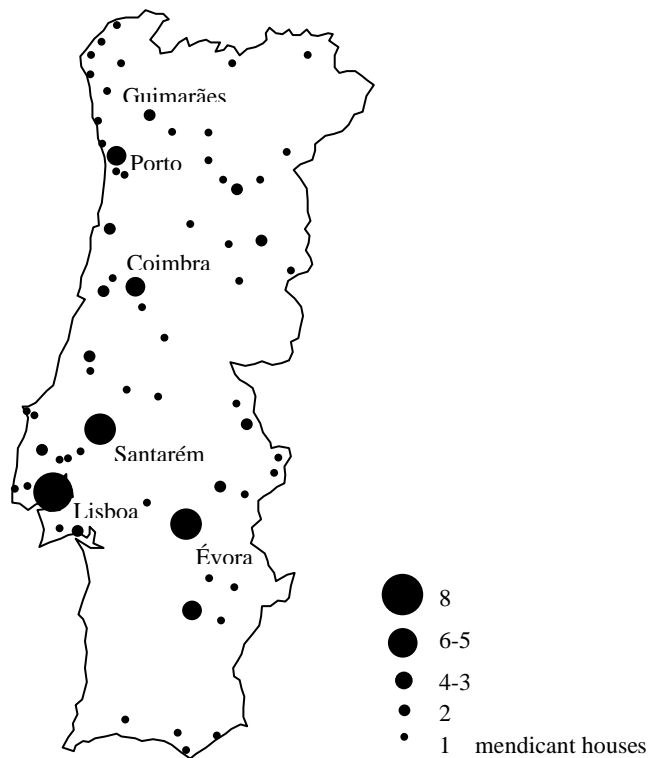 Guimarães
Porto
Coimbra
Santarém
Lisboa
Évora
8
6-5
4-3
2
1 mendicant houses